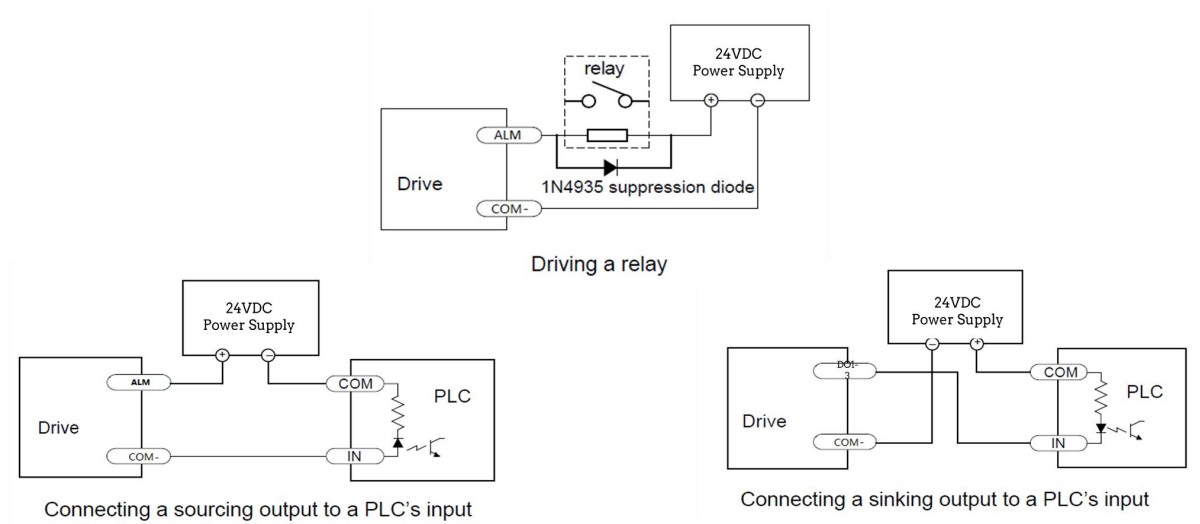 24VDC
Power Supply
relay
+
−
ALM
Drive
1N4935 suppression diode
COM-
Driving a relay
24VDC
Power Supply
+
−
ALM
COM
PLC
Drive
COM-
IN
Connecting a sourcing output to a PLC's input
24VDC
Power Supply
−
+
DO1-
3
COM
PLC
Drive
COM-
IN
Connecting a sinking output to a PLC's input